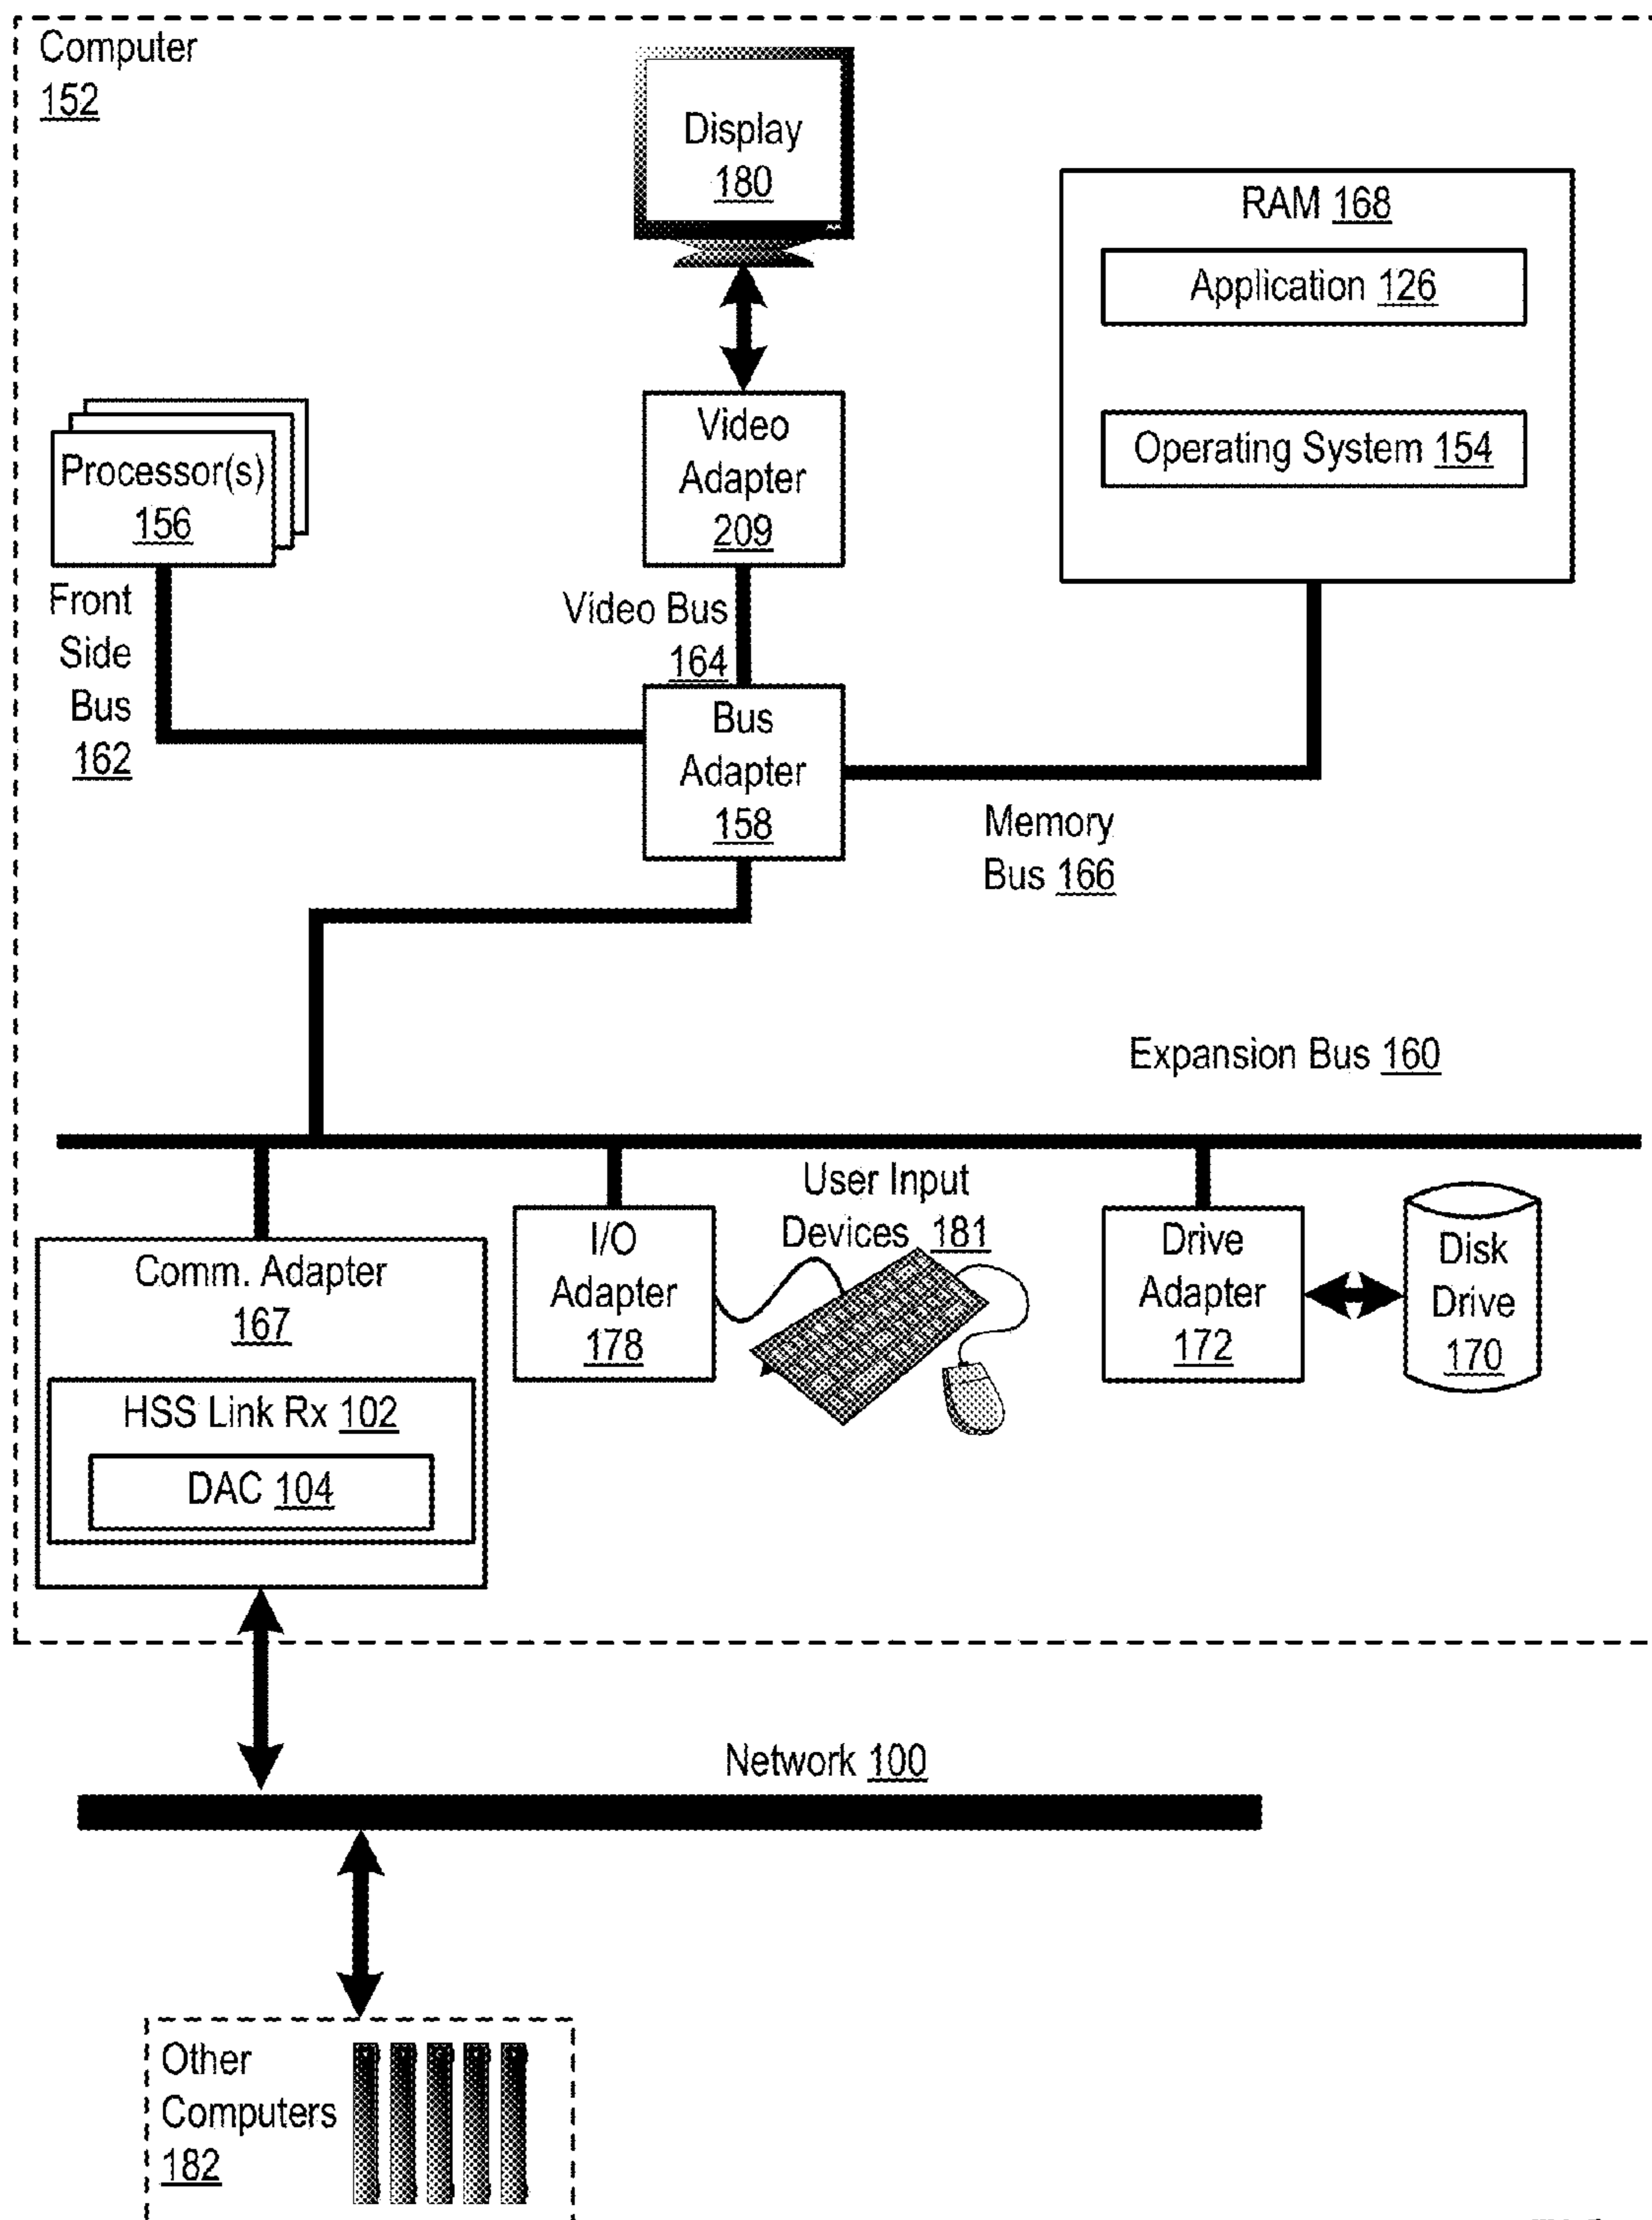 Computer
152
Display
180
RAM 168
Application 126
Operating System 154
Processor(s)
156
Video
Adapter
209
Front
Side
Bus
162
Video Bus
164
Bus
Adapter
158
Memory
Bus 166
Expansion Bus 160
Comm. Adapter
167
HSS Link Rx 102
DAC 104
I/O
Adapter
178
User Input
Devices 181
Drive
Adapter
172
Disk
Drive
170
Network 100
Other
Computers
182